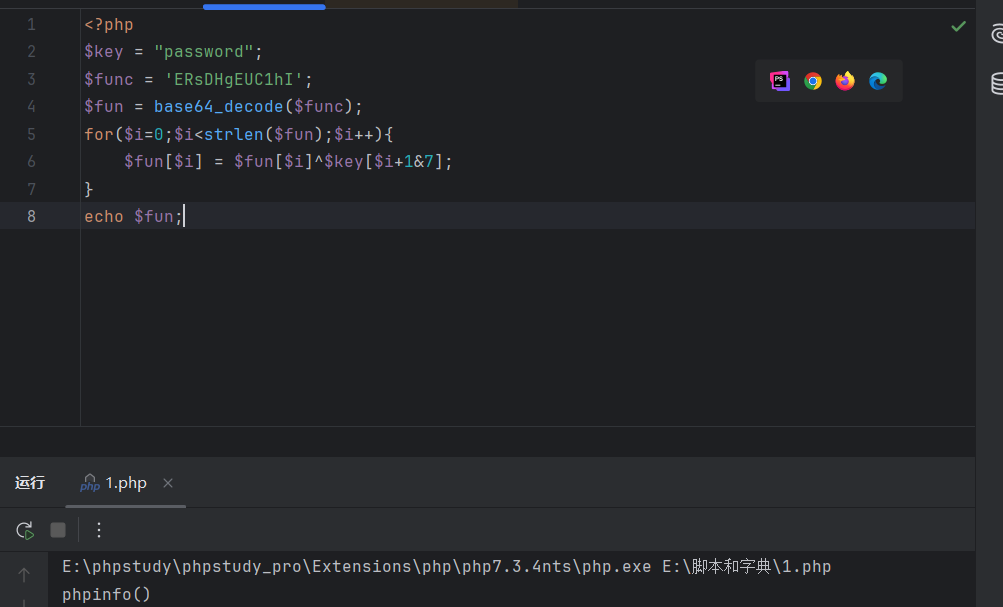 1 <?php
2 $key = "password";
3 $func = 'ERsDHgEUC1hI';
4 $fun = base64_decode($func);
5 for($i=0;$i<strlen($fun);$i++){
6 $fun[$i] = $fun[$i]^$key[$i+1&7];
7 }
8 echo $fun;
PS
运行 php 1.php ×
E:\phpstudy\phpstudy_pro\Extensions\php\php7.3.4nts\php.exe E:\脚本和字典\1.php
phpinfo()